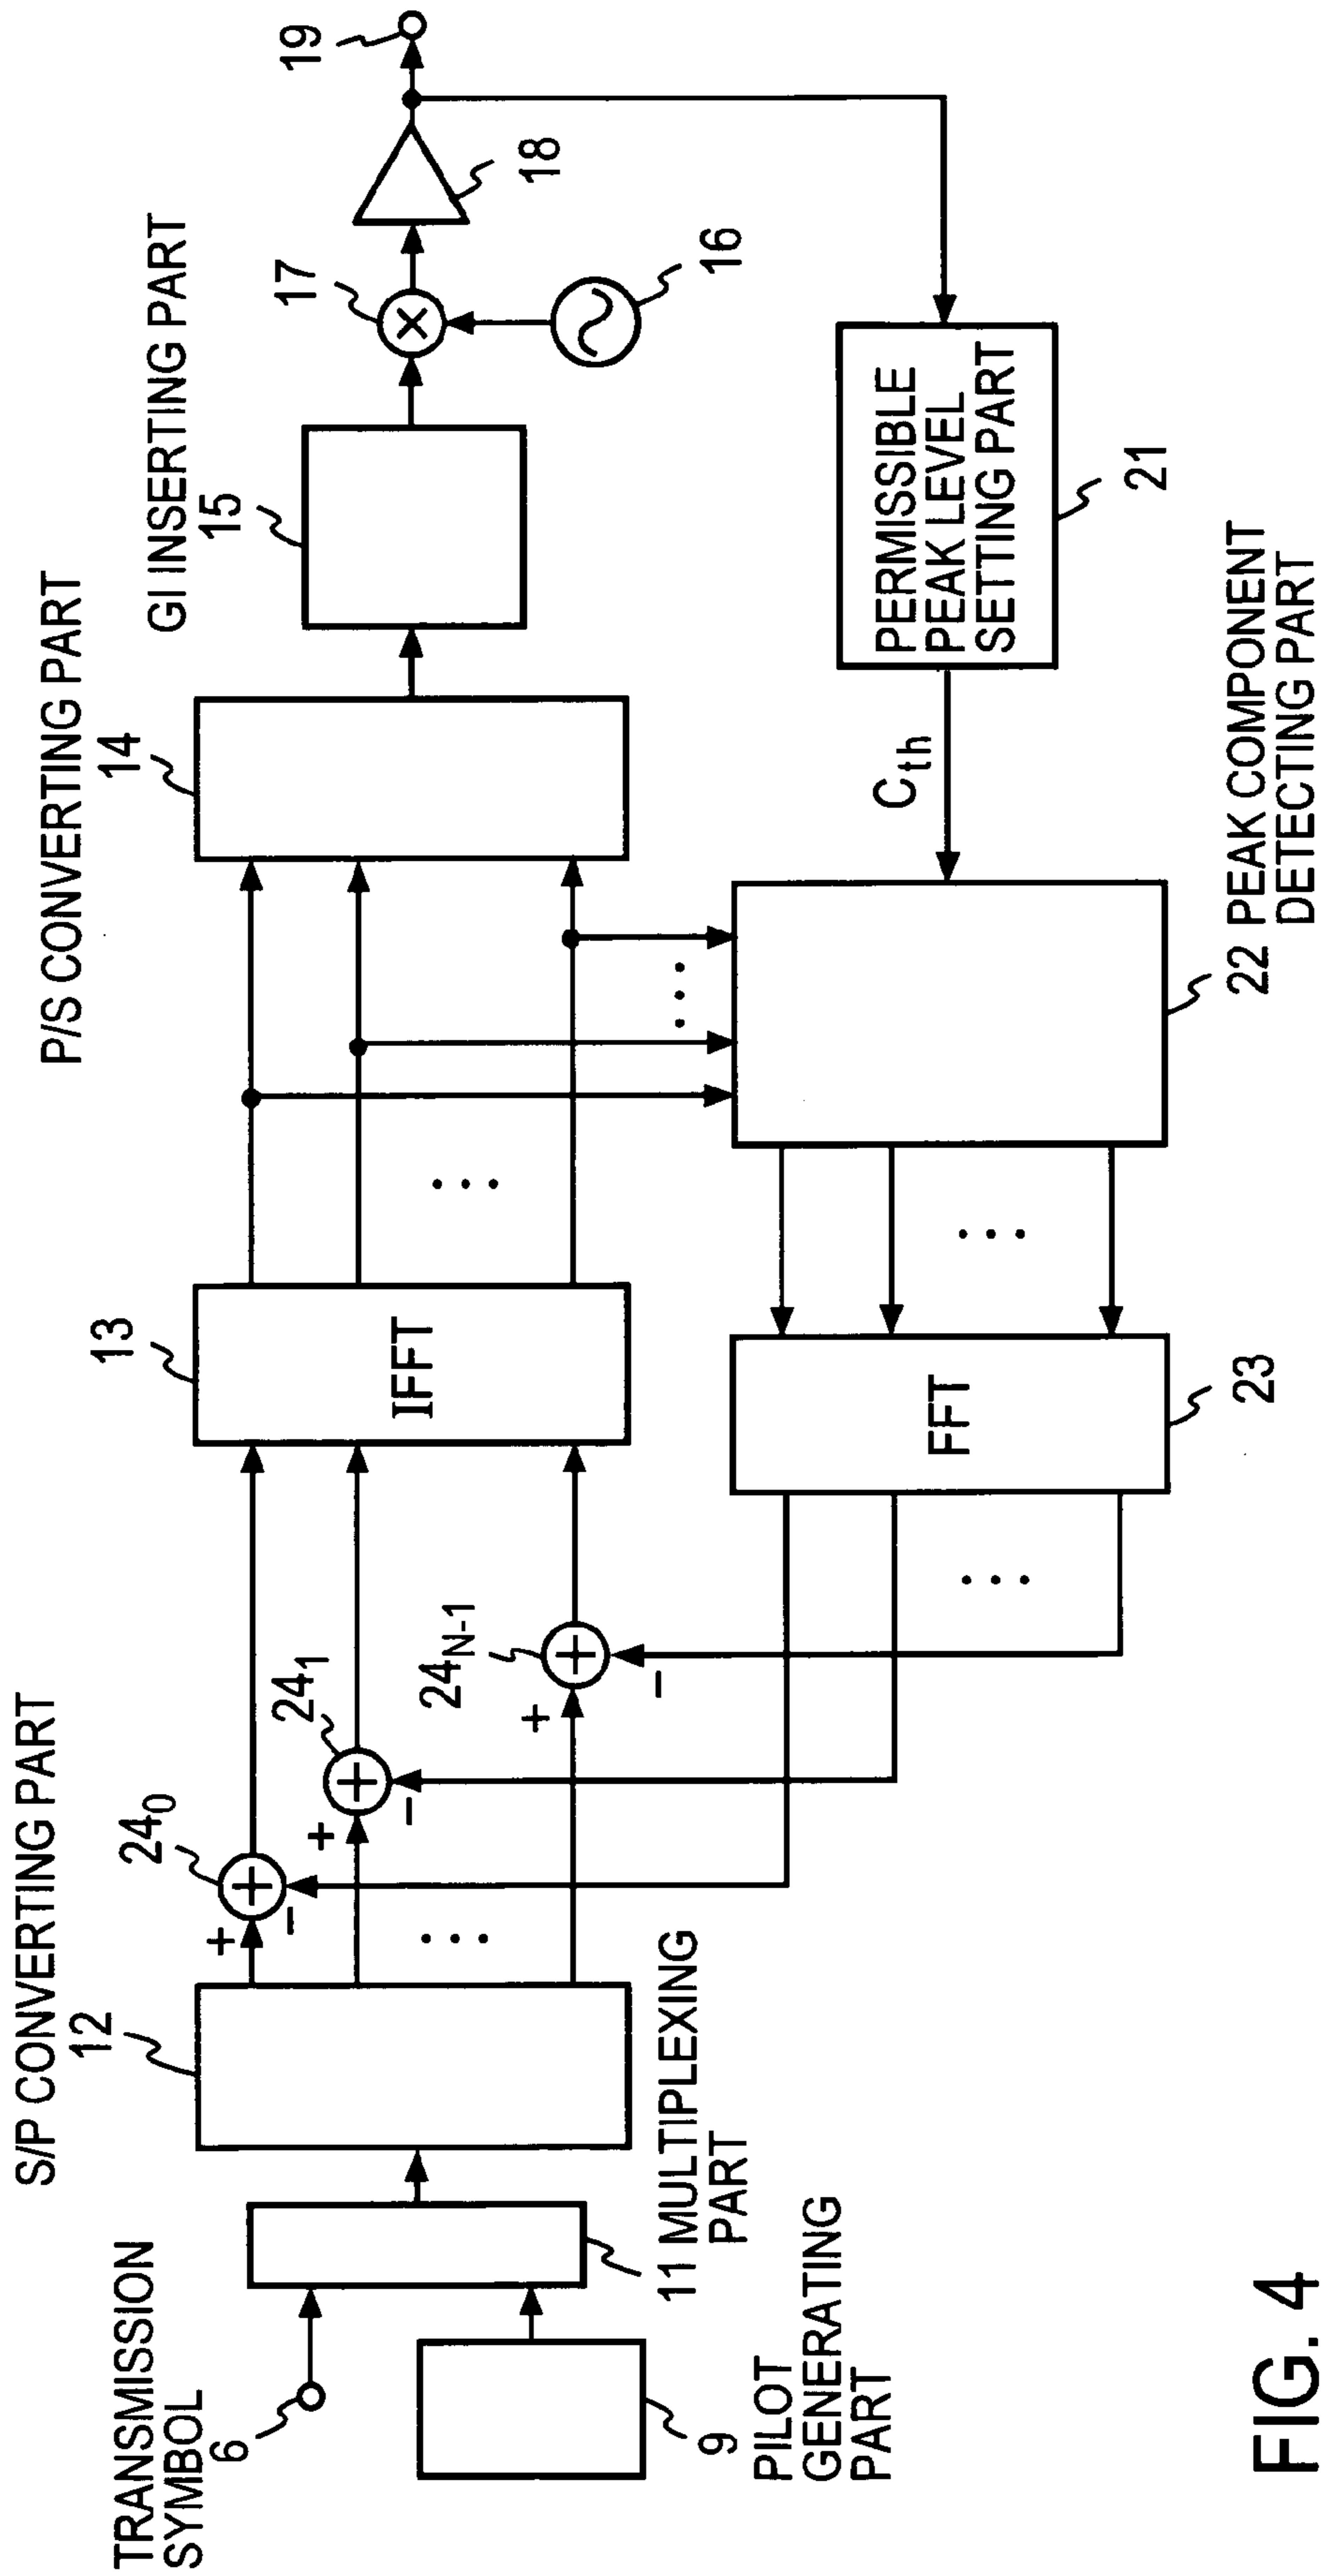 TRANSMISSION
SYMBOL
6
9
PILOT
GENERATING
PART
11 MULTIPLEXING
PART
S/P CONVERTING PART
12
24₀
+
−
24₁
+
−
24N-1
+
−
13
IFFT
P/S CONVERTING PART
14
GI INSERTING PART
15
17
16
18
19
PERMISSIBLE
PEAK LEVEL
SETTING PART
21
Cth
22 PEAK COMPONENT
DETECTING PART
FFT
23
FIG. 4